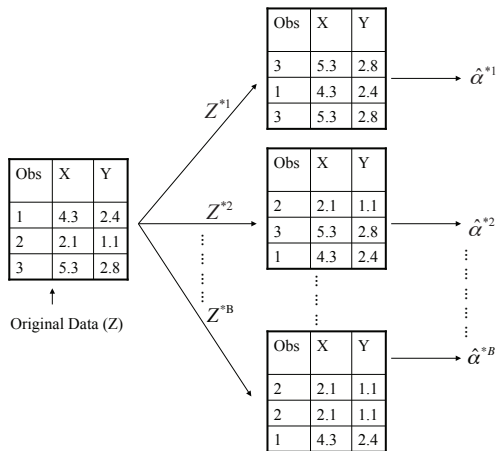 Obs X Y
3 5.3 2.8
1 4.3 2.4
3 5.3 2.8
Z*1
α̂*1
Obs X Y
1 4.3 2.4
2 2.1 1.1
3 5.3 2.8
Original Data (Z)
Z*2
Obs X Y
2 2.1 1.1
3 5.3 2.8
1 4.3 2.4
α̂*2
Z*B
Obs X Y
2 2.1 1.1
2 2.1 1.1
1 4.3 2.4
α̂*B